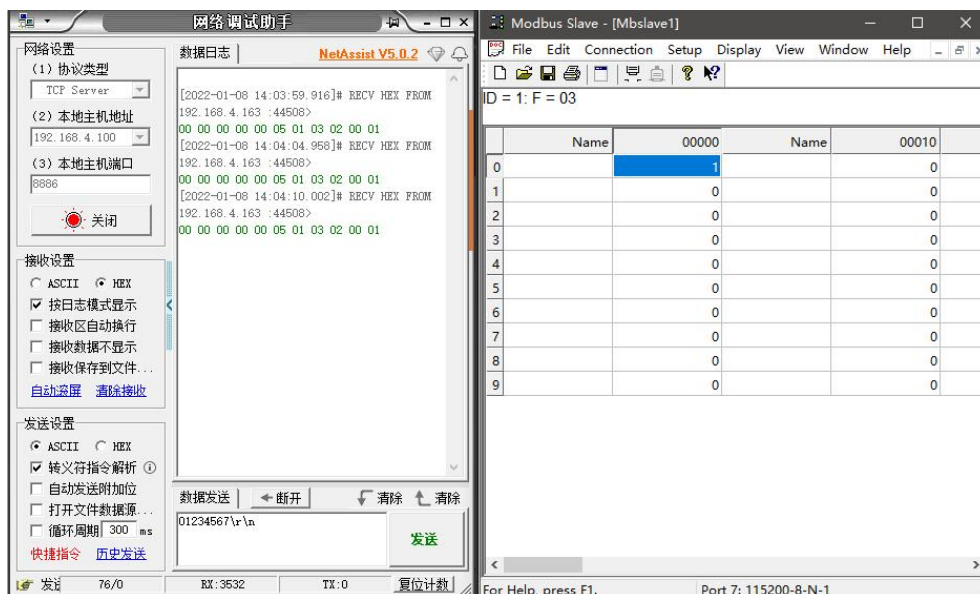 网络调试助手
网络设置
(1) 协议类型
TCP Server
(2) 本地主机地址
192.168.4.100
(3) 本地主机端口
8886
关闭
接收设置
ASCII HEX
按日志模式显示
接收区自动换行
接收数据不显示
接收保存到文件...
自动滚屏 清除接收
发送设置
ASCII HEX
转义符指令解析
自动发送附加位
打开文件数据源...
循环周期 300 ms
快捷指令 历史发送
数据日志 NetAssist V5.0.2
[2022-01-08 14:03:59.916]# RECV HEX FROM
192.168.4.163 :44508>
00 00 00 00 00 05 01 03 02 00 01
[2022-01-08 14:04:04.958]# RECV HEX FROM
192.168.4.163 :44508>
00 00 00 00 00 05 01 03 02 00 01
[2022-01-08 14:04:10.002]# RECV HEX FROM
192.168.4.163 :44508>
00 00 00 00 00 05 01 03 02 00 01
数据发送 断开 清除 清除
01234567\r\n
发送
76/0 RX:3532 TX:0 复位计数
Modbus Slave - [Mbslave1]
File Edit Connection Setup Display View Window Help
ID = 1: F = 03
Name 00000 Name 00010
0 1 0
1 0 0
2 0 0
3 0 0
4 0 0
5 0 0
6 0 0
7 0 0
8 0 0
9 0 0
For Help, press F1. Port 7: 115200-8-N-1